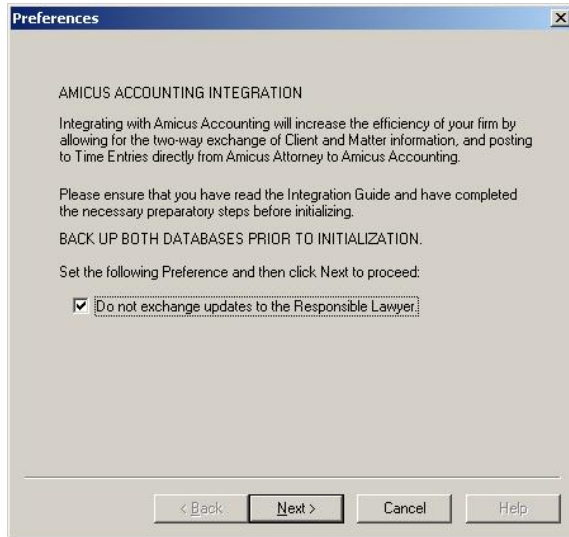 Preferences
AMICUS ACCOUNTING INTEGRATION
Integrating with Amicus Accounting will increase the efficiency of your firm by
allowing for the two-way exchange of Client and Matter information, and posting
to Time Entries directly from Amicus Attorney to Amicus Accounting.
Please ensure that you have read the Integration Guide and have completed
the necessary preparatory steps before initializing.
BACK UP BOTH DATABASES PRIOR TO INITIALIZATION.
Set the following Preference and then click Next to proceed:
Do not exchange updates to the Responsible Lawyer.
< Back Next > Cancel Help